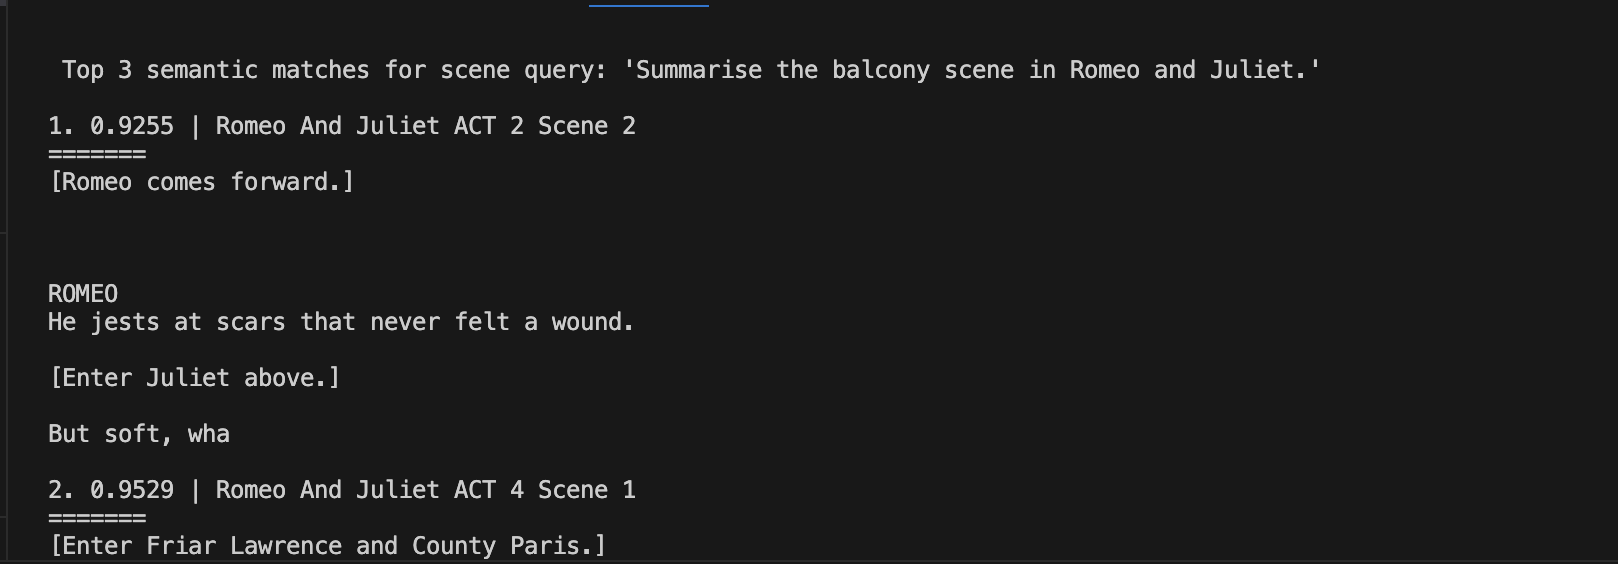 Top 3 semantic matches for scene query: 'Summarise the balcony scene in Romeo and Juliet.'
1. 0.9255 | Romeo And Juliet ACT 2 Scene 2
=======
[Romeo comes forward.]
ROMEO
He jests at scars that never felt a wound.
[Enter Juliet above.]
But soft, wha
2. 0.9529 | Romeo And Juliet ACT 4 Scene 1
=======
[Enter Friar Lawrence and County Paris.]